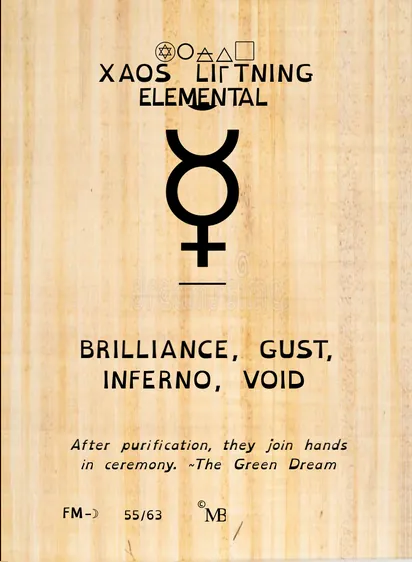 XAOS LIГTNING
ELEMENTAL
BRILLIANCE, GUST,
INFERNO, VOID
After purification, they join hands
in ceremony. ~The Green Dream
FM-☽ 55/63 © MB